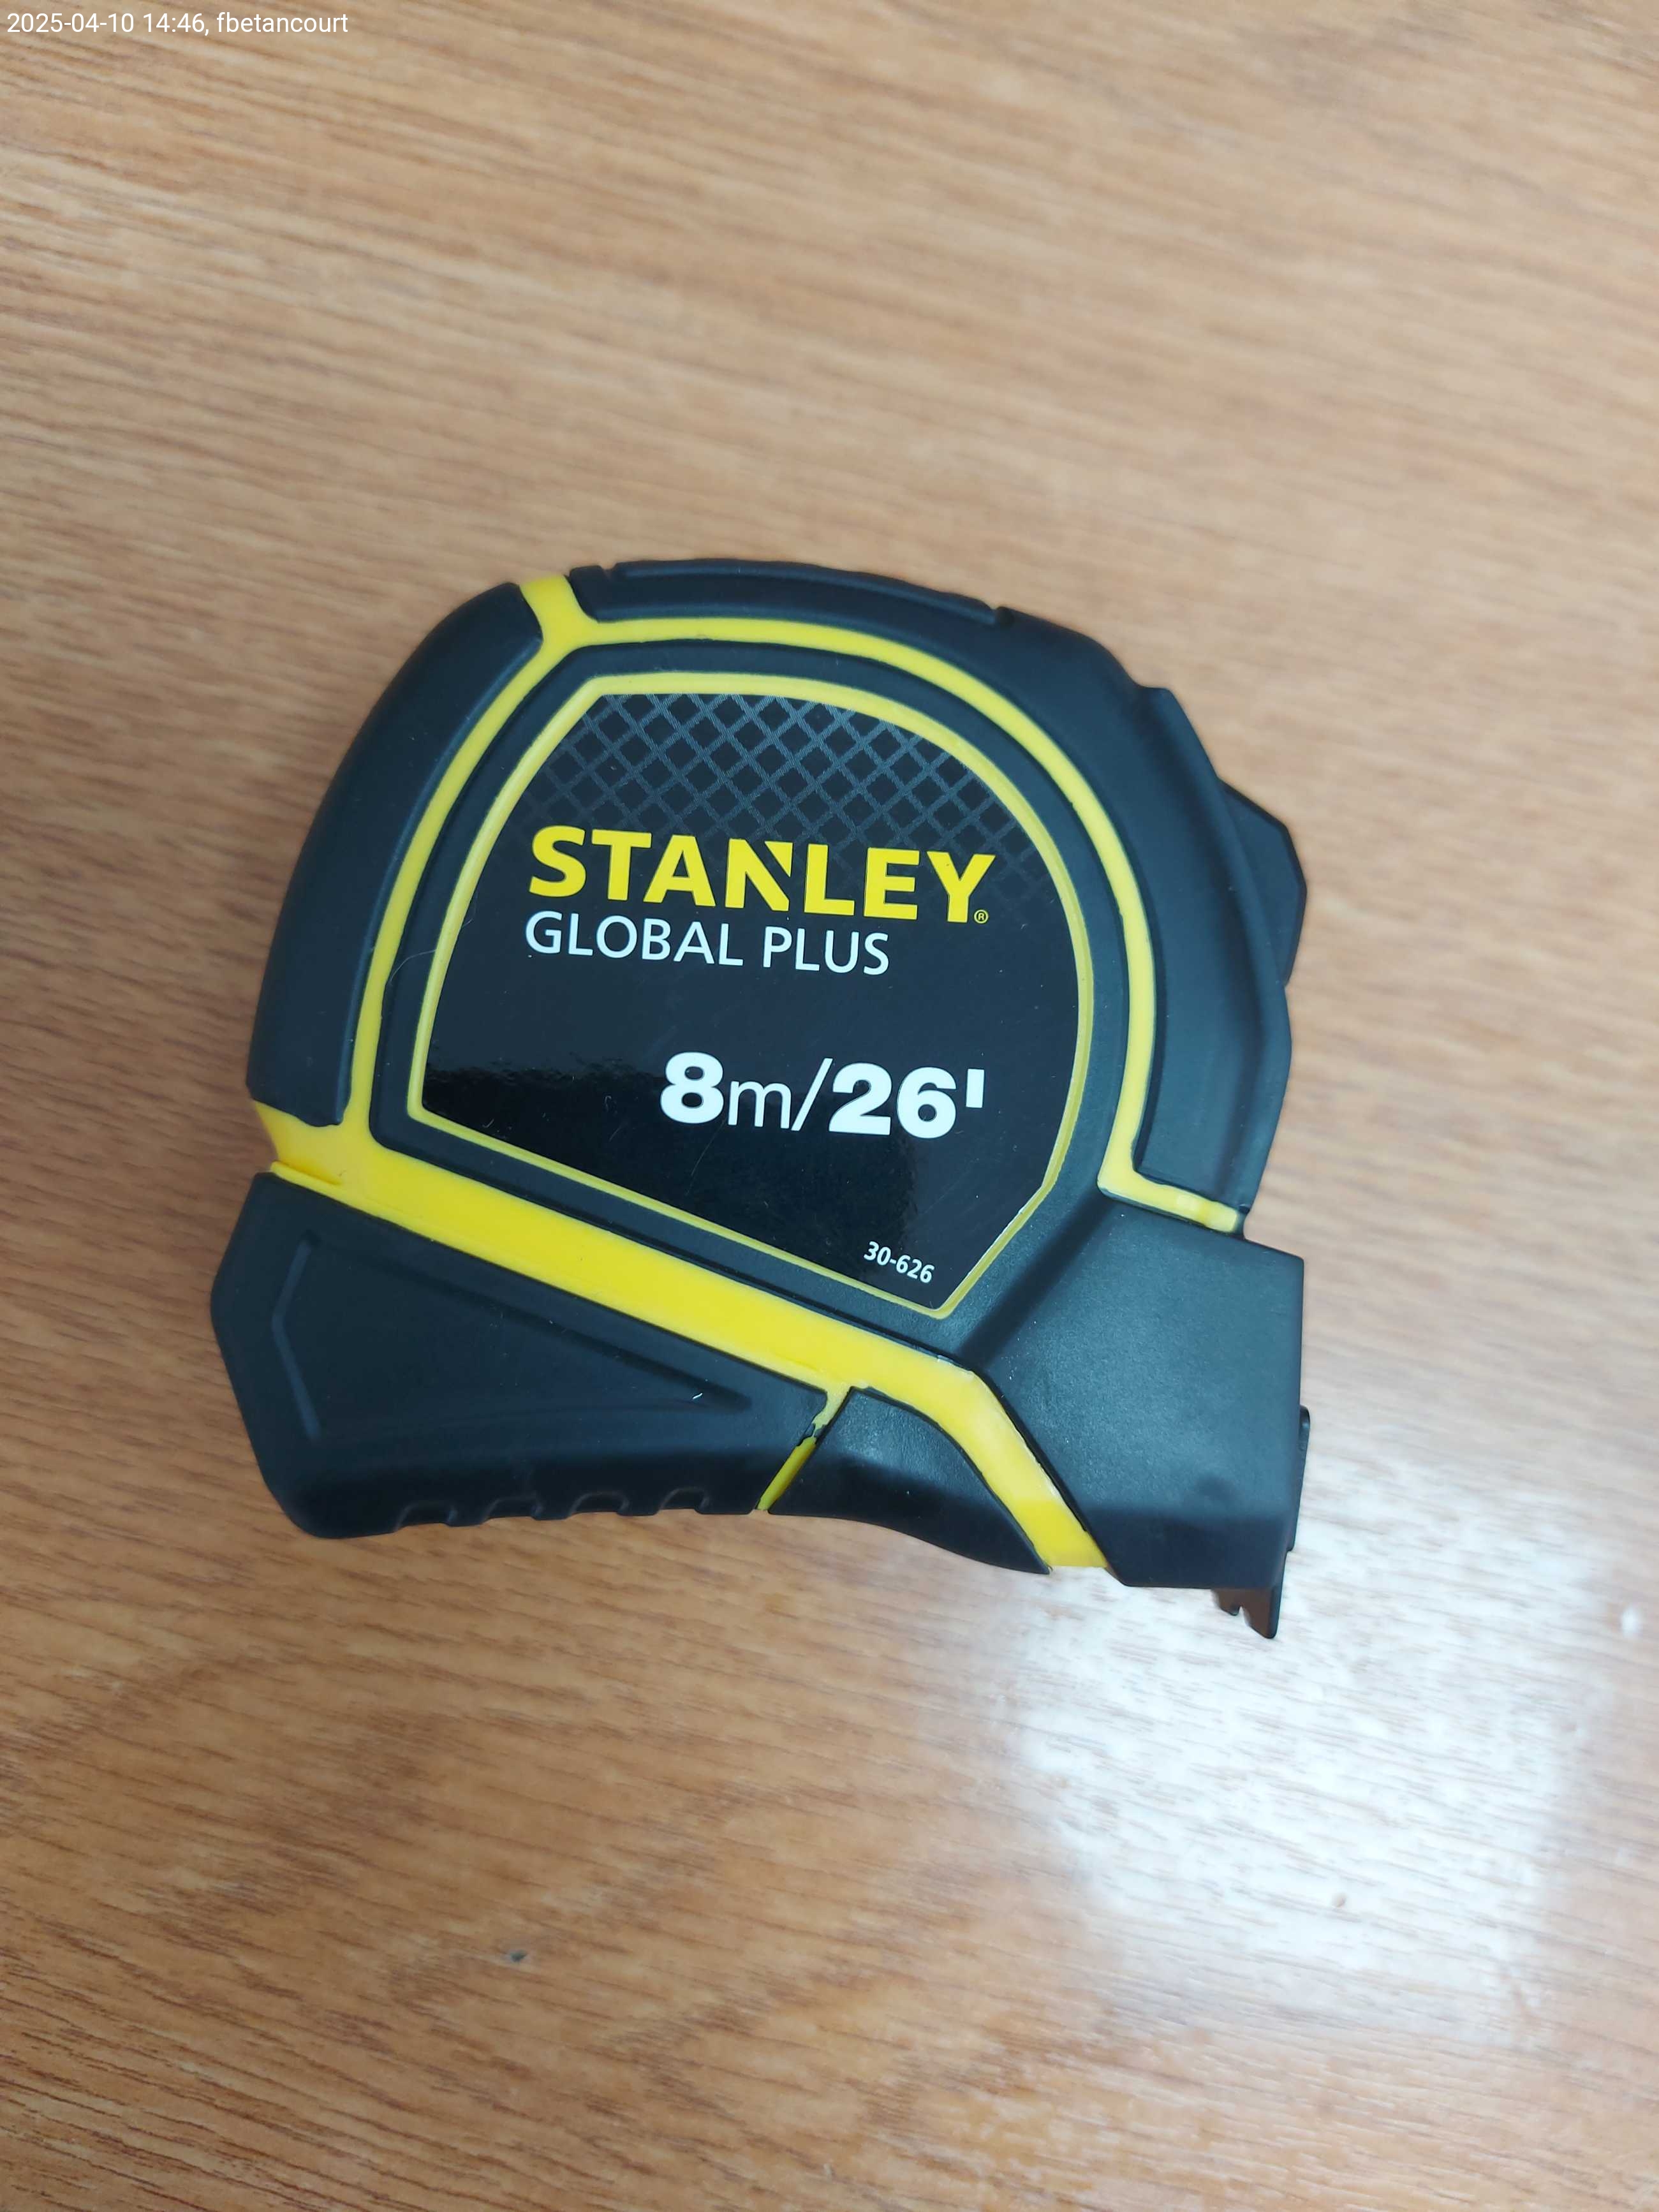 2025-04-10 14:46, fbetancourt
STANLEY®
GLOBAL PLUS
8m/26'
30-626